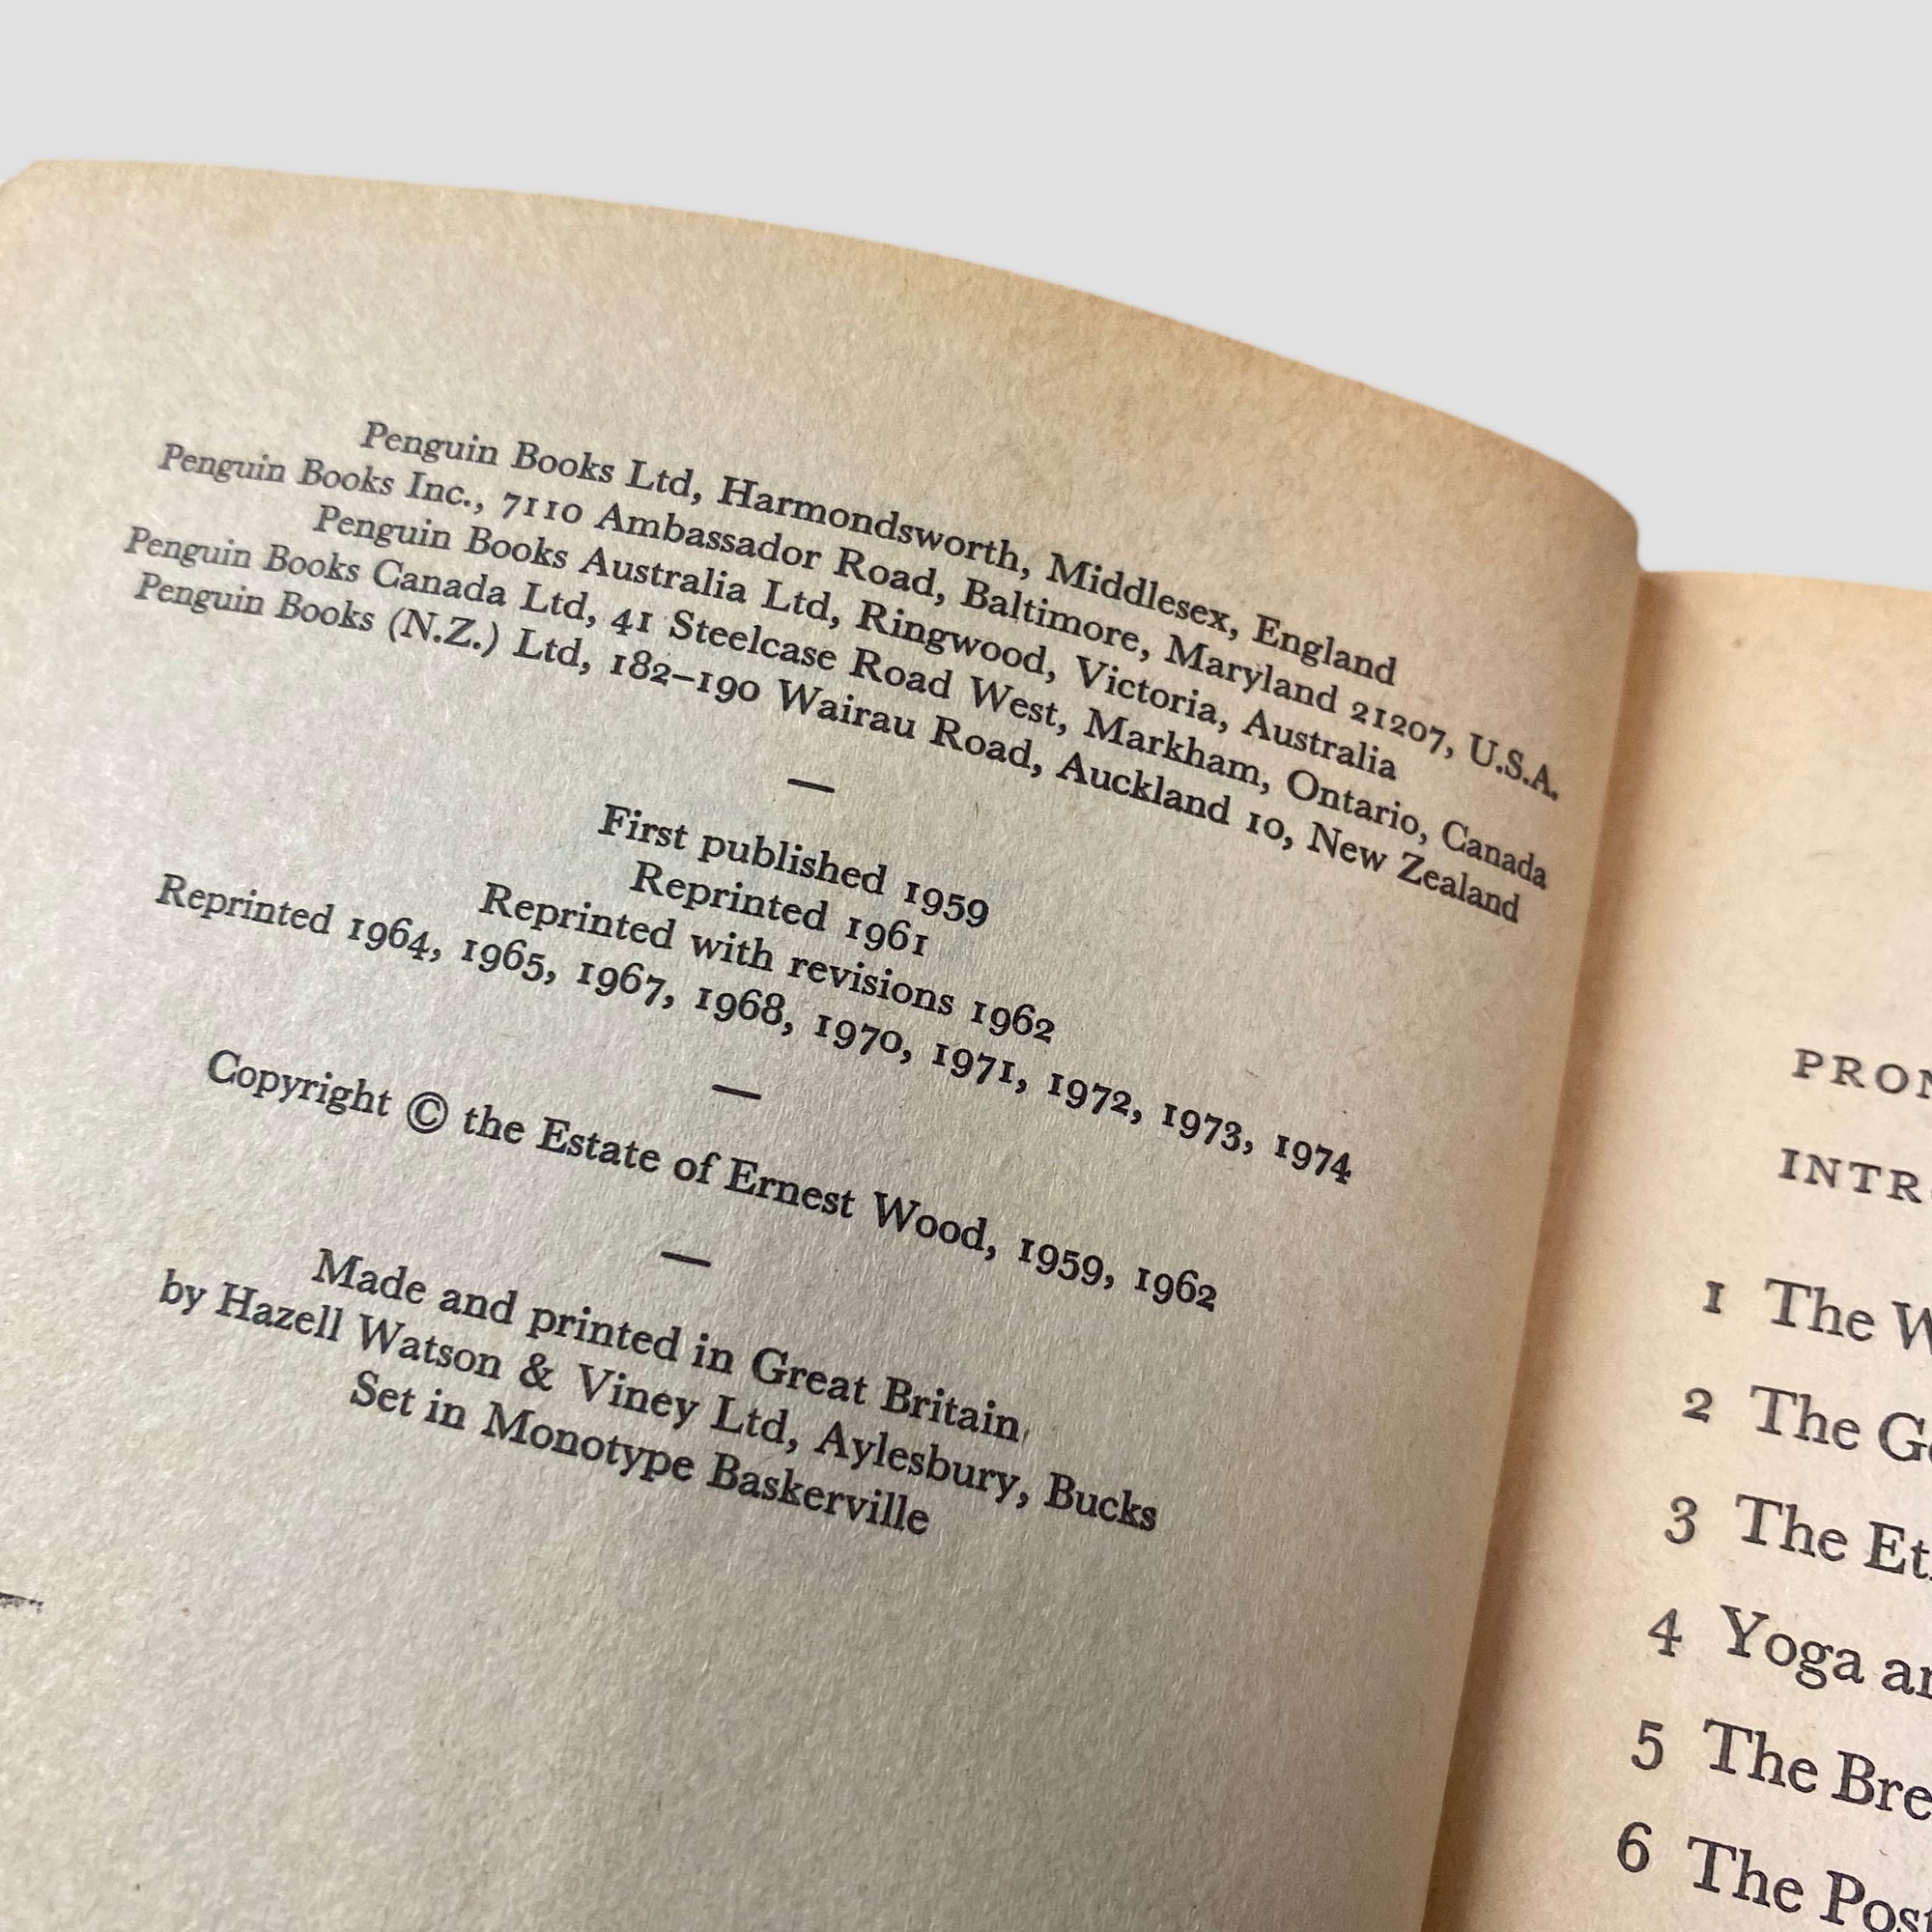 Penguin Books Ltd, Harmondsworth, Middlesex, England
Penguin Books Inc., 7110 Ambassador Road, Baltimore, Maryland 21207, U.S.A.
Penguin Books Australia Ltd, Ringwood, Victoria, Australia
Penguin Books Canada Ltd, 41 Steelcase Road West, Markham, Ontario, Canada
Penguin Books (N.Z.) Ltd, 182–190 Wairau Road, Auckland 10, New Zealand
—
First published 1959
Reprinted 1961
Reprinted with revisions 1962
Reprinted 1964, 1965, 1967, 1968, 1970, 1971, 1972, 1973, 1974
—
Copyright © the Estate of Ernest Wood, 1959, 1962
—
Made and printed in Great Britain
by Hazell Watson & Viney Ltd, Aylesbury, Bucks
Set in Monotype Baskerville
1 The
2 The
3 The
4 Yoga
5 The
6 The